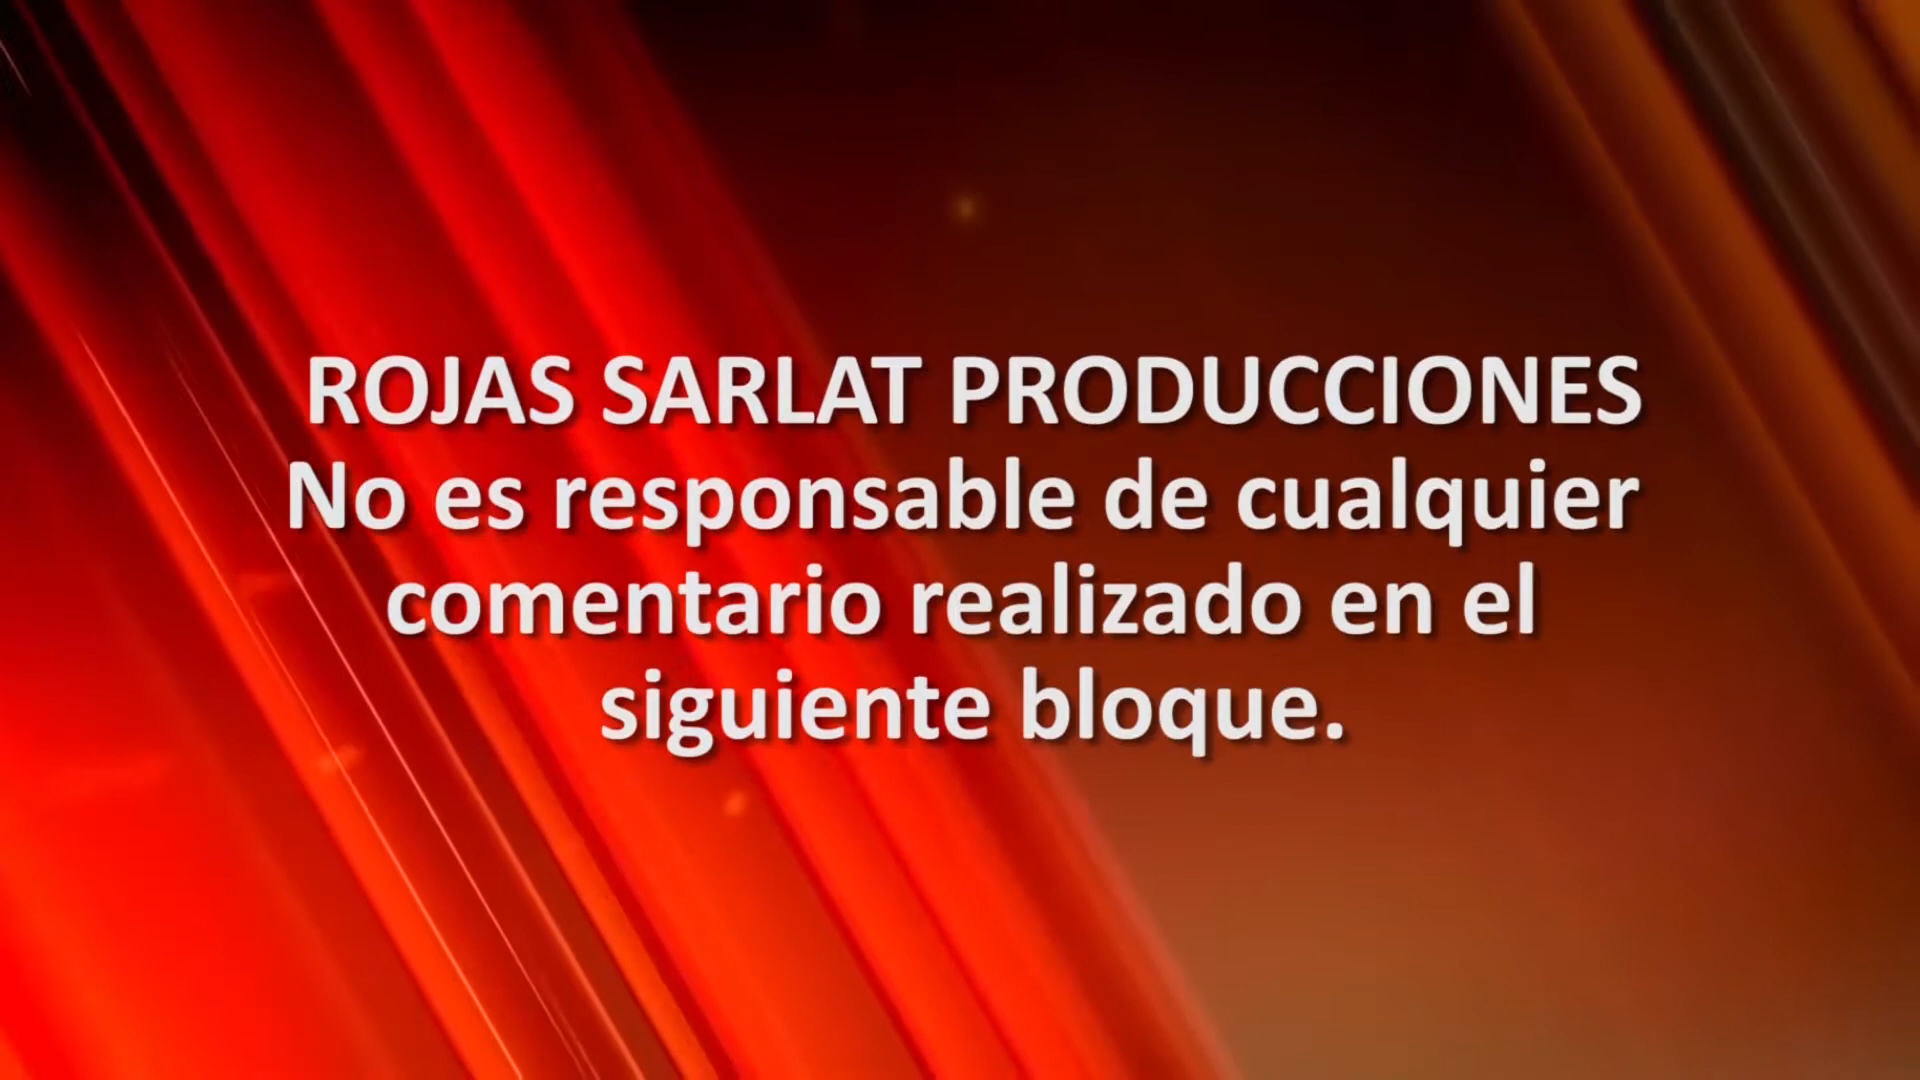 ROJAS SARLAT PRODUCCIONES
No es responsable de cualquier
comentario realizado en el
siguiente bloque.